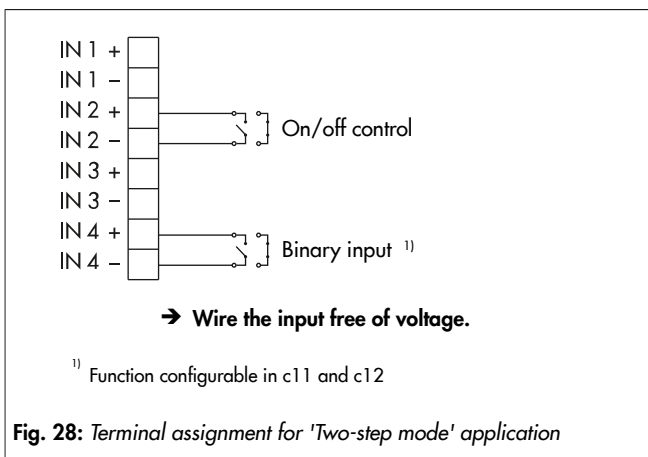 IN 1 +
IN 1 –
IN 2 +
IN 2 –
On/off control
IN 3 +
IN 3 –
IN 4 +
IN 4 –
Binary input 1)
➔ Wire the input free of voltage.
1) Function configurable in c11 and c12
Fig. 28: Terminal assignment for 'Two-step mode' application